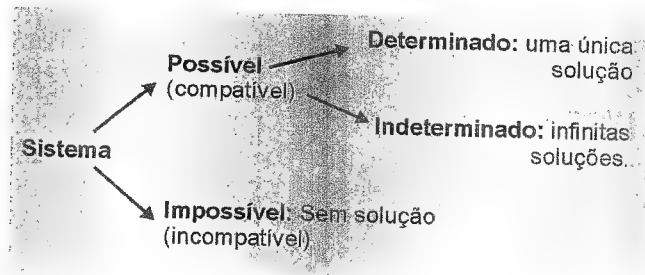 Determinado: uma única
solução
Possível
(compatível)
Indeterminado: infinitas
soluções.
Sistema
Impossível: Sem solução
(incompatível)